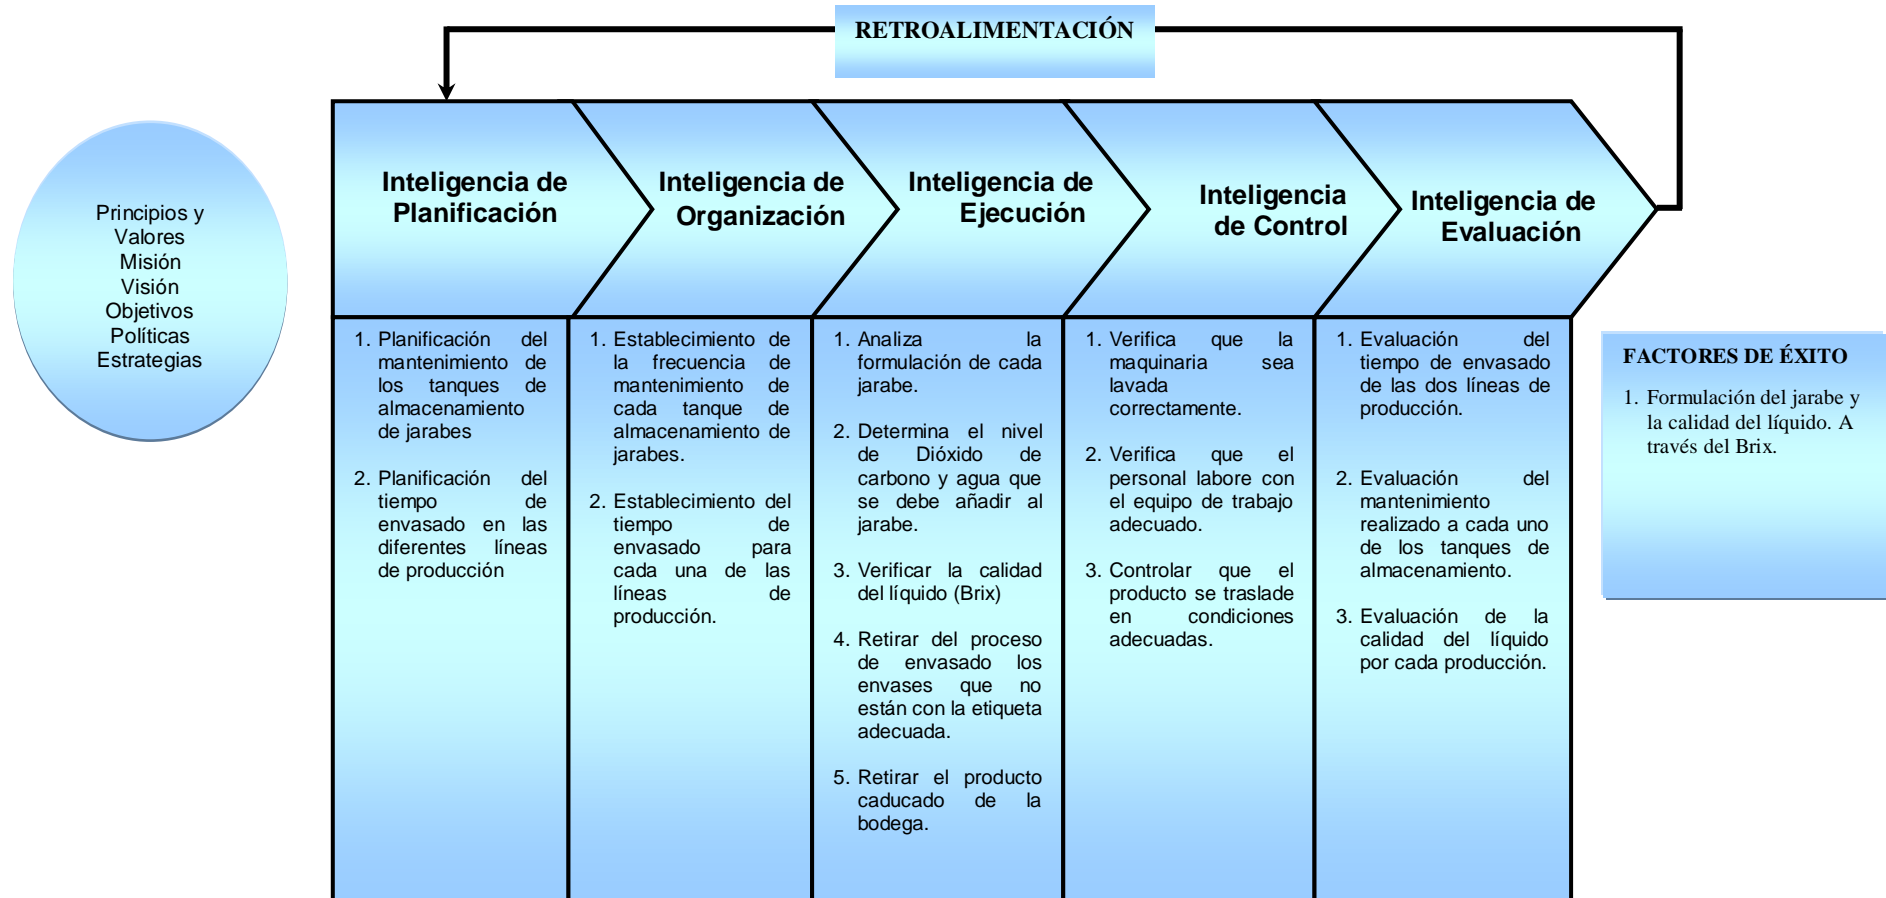 RETROALIMENTACIÓN
Principios y
Valores
Misión
Visión
Objetivos
Políticas
Estrategias
Inteligencia de
Planificación
Inteligencia de
Organización
Inteligencia de
Ejecución
Inteligencia
de Control
Inteligencia de
Evaluación
1. Planificación del
mantenimiento de
los tanques de
almacenamiento
de jarabes
2. Planificación del
tiempo de
envasado en las
diferentes líneas
de producción
1. Establecimiento de
la frecuencia de
mantenimiento de
cada tanque de
almacenamiento de
jarabes.
2. Establecimiento del
tiempo de
envasado para
cada una de las
líneas de
producción.
1. Analiza la
formulación de cada
jarabe.
2. Determina el nivel
de Dióxido de
carbono y agua que
se debe añadir al
jarabe.
3. Verificar la calidad
del líquido (Brix)
4. Retirar del proceso
de envasado los
envases que no
están con la etiqueta
adecuada.
5. Retirar el producto
caducado de la
bodega.
1. Verifica que la
maquinaria sea
lavada
correctamente.
2. Verifica que el
personal labore con
el equipo de trabajo
adecuado.
3. Controlar que el
producto se traslade
en condiciones
adecuadas.
1. Evaluación del
tiempo de envasado
de las dos líneas de
producción.
2. Evaluación del
mantenimiento
realizado a cada uno
de los tanques de
almacenamiento.
3. Evaluación de la
calidad del líquido
por cada producción.
FACTORES DE ÉXITO
1. Formulación del jarabe y
la calidad del líquido. A
través del Brix.